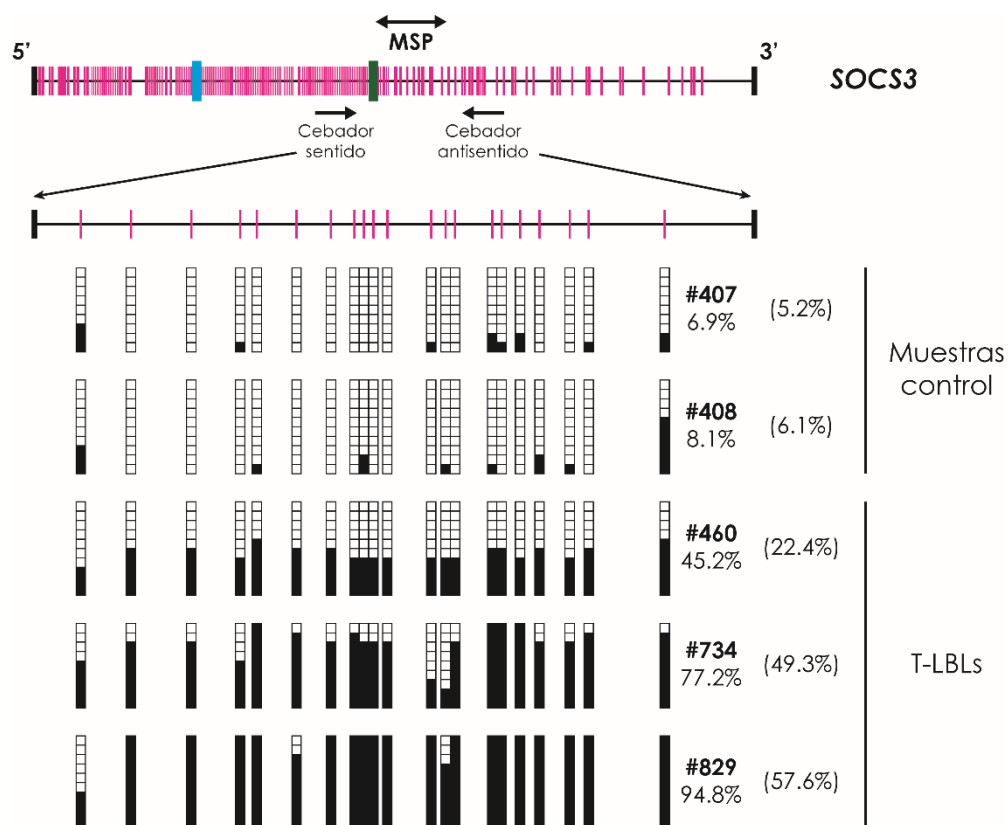 MSP
5’
3’
SOCS3
Cebador
sentido
Cebador
antisentido
#407
6.9%
(5.2%)
#408
8.1%
(6.1%)
Muestras
control
#460
45.2%
(22.4%)
#734
77.2%
(49.3%)
#829
94.8%
(57.6%)
T-LBLs